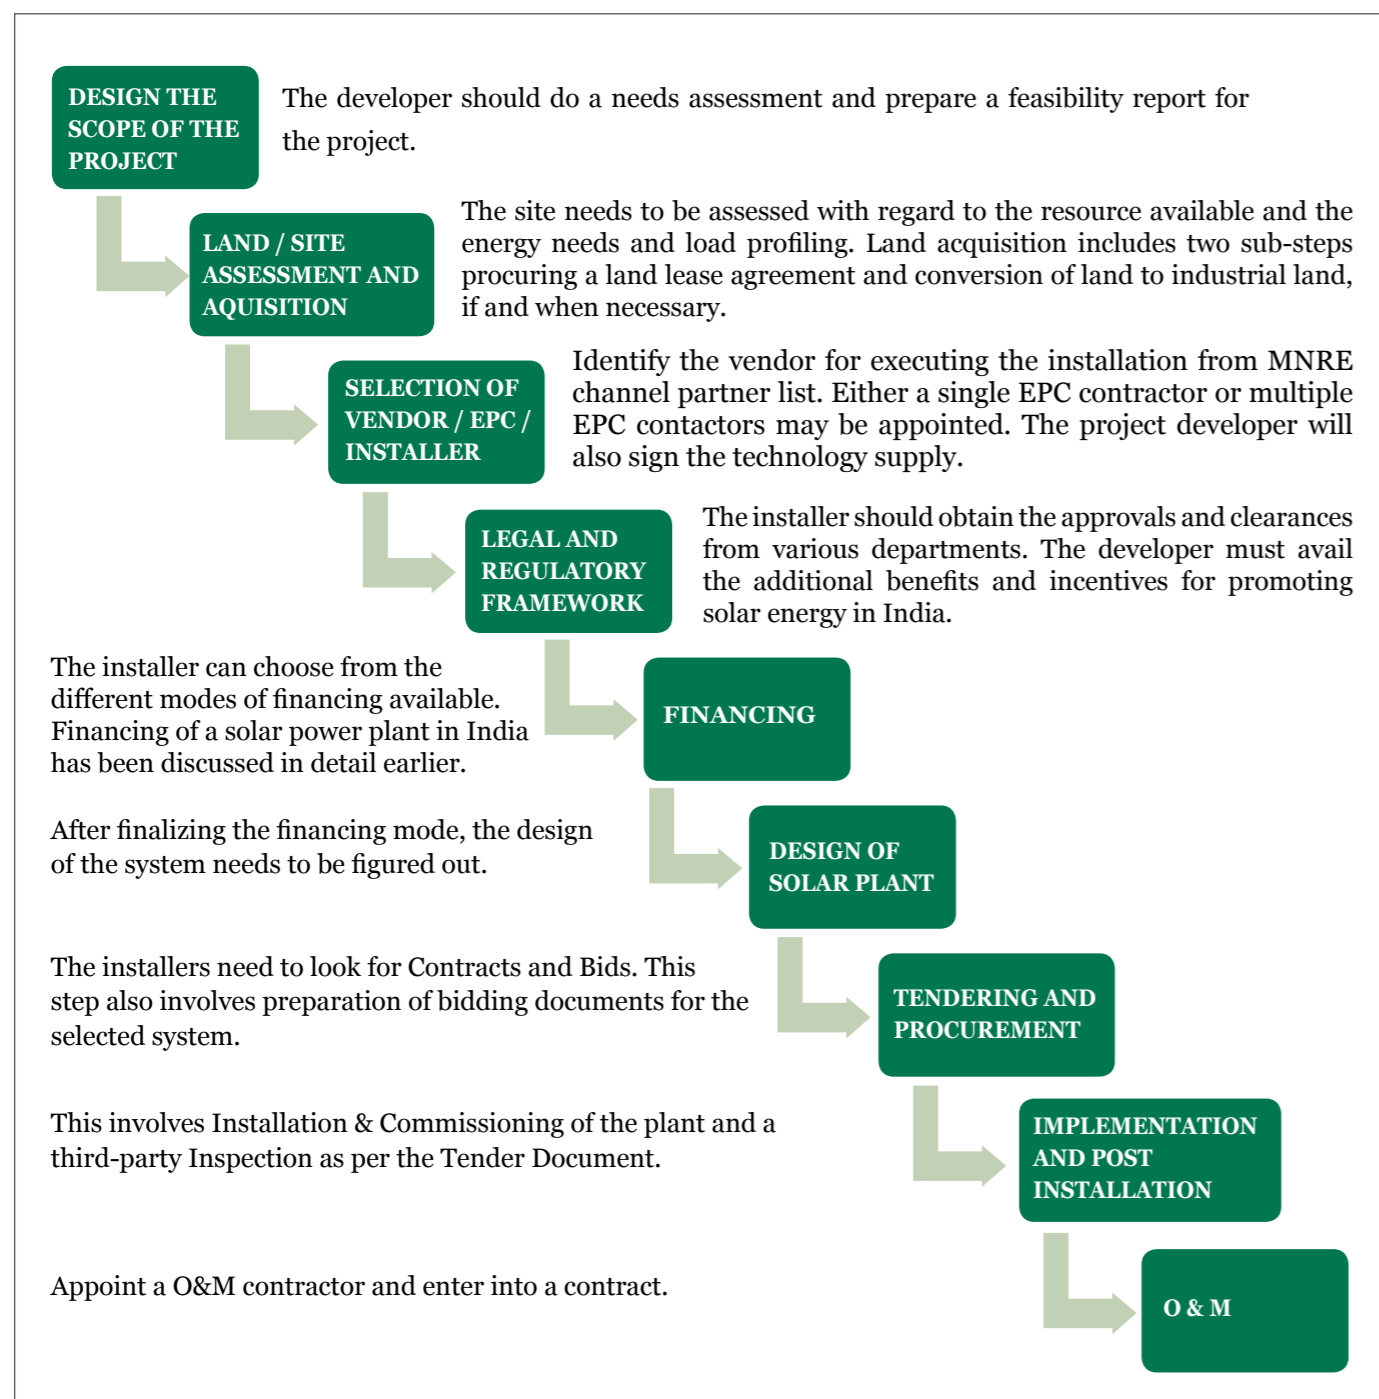 DESIGN THE
SCOPE OF THE
PROJECT
The developer should do a needs assessment and prepare a feasibility report for
the project.
LAND / SITE
ASSESSMENT AND
AQUISITION
The site needs to be assessed with regard to the resource available and the
energy needs and load profiling. Land acquisition includes two sub-steps
procuring a land lease agreement and conversion of land to industrial land,
if and when necessary.
SELECTION OF
VENDOR / EPC /
INSTALLER
Identify the vendor for executing the installation from MNRE
channel partner list. Either a single EPC contractor or multiple
EPC contactors may be appointed. The project developer will
also sign the technology supply.
LEGAL AND
REGULATORY
FRAMEWORK
The installer should obtain the approvals and clearances
from various departments. The developer must avail
the additional benefits and incentives for promoting
solar energy in India.
The installer can choose from the
different modes of financing available.
Financing of a solar power plant in India
has been discussed in detail earlier.
FINANCING
After finalizing the financing mode, the design
of the system needs to be figured out.
DESIGN OF
SOLAR PLANT
The installers need to look for Contracts and Bids. This
step also involves preparation of bidding documents for the
selected system.
TENDERING AND
PROCUREMENT
This involves Installation & Commissioning of the plant and a
third-party Inspection as per the Tender Document.
IMPLEMENTATION
AND POST
INSTALLATION
Appoint a O&M contractor and enter into a contract.
O & M